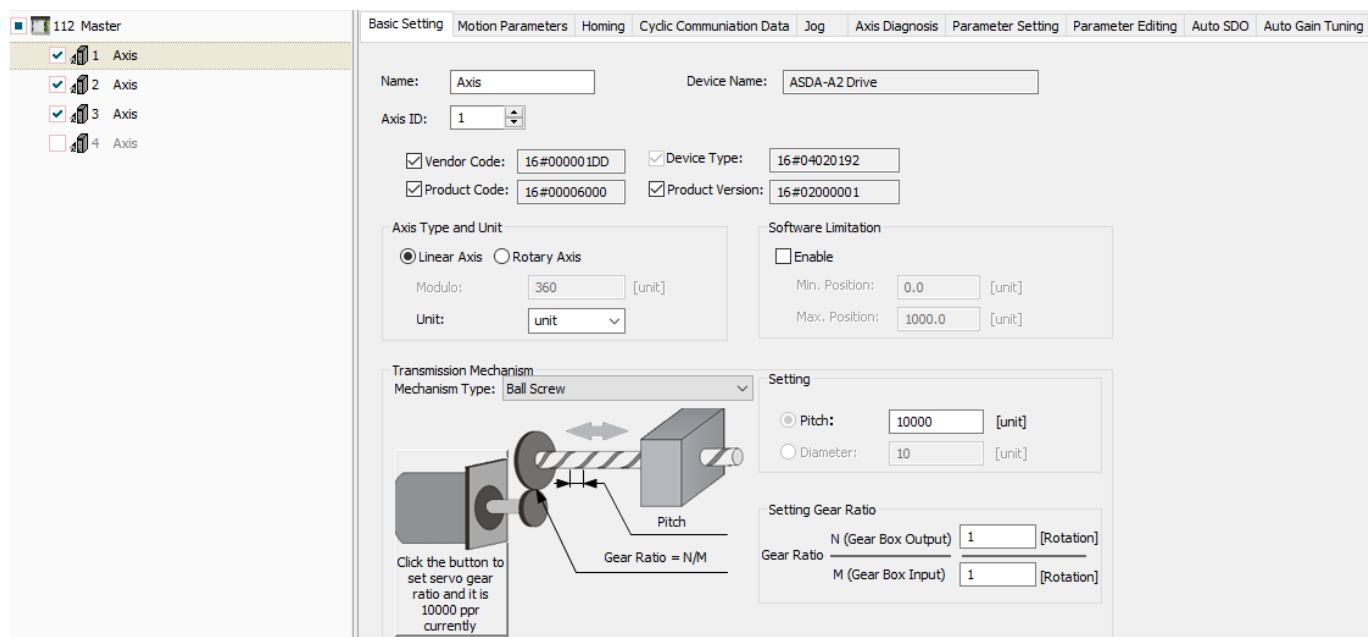 112 Master
1 Axis
2 Axis
3 Axis
4 Axis
Basic Setting Motion Parameters Homing Cyclic Communiation Data Jog Axis Diagnosis Parameter Setting Parameter Editing Auto SDO Auto Gain Tuning
Name: Axis Device Name: ASDA-A2 Drive
Axis ID: 1
Vendor Code: 16#000001DD Device Type: 16#04020192
Product Code: 16#00006000 Product Version: 16#02000001
Axis Type and Unit
Linear Axis Rotary Axis
Modulo: 360 [unit]
Unit: unit
Software Limitation
Enable
Min. Position: 0.0 [unit]
Max. Position: 1000.0 [unit]
Transmission Mechanism
Mechanism Type: Ball Screw
Pitch
Gear Ratio = N/M
Click the button to
set servo gear
ratio and it is
10000 ppr
currently
Setting
Pitch: 10000 [unit]
Diameter: 10 [unit]
Setting Gear Ratio
N (Gear Box Output) 1 [Rotation]
Gear Ratio
M (Gear Box Input) 1 [Rotation]